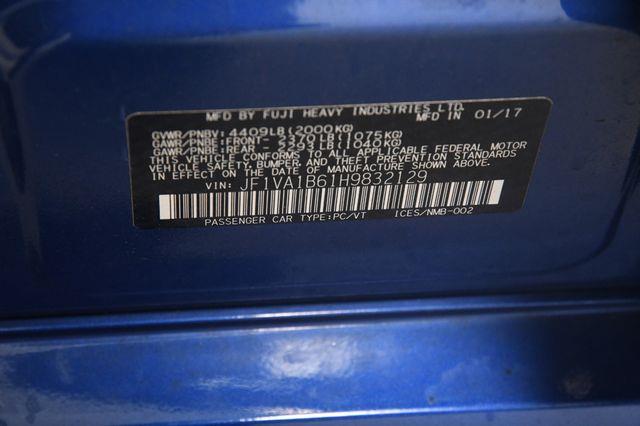 MFD BY FUJI HEAVY INDUSTRIES LTD. MFD IN 01/17
GVWR/PNBV: 4409LB(2000KG)
GAWR/PNBE:FRONT- 2370LB(1075KG)
GAWR/PNBE:REAR - 2293LB(1040KG)
THIS VEHICLE CONFORMS TO ALL APPLICABLE FEDERAL MOTOR
VEHICLE SAFETY, BUMPER, AND THEFT PREVENTION STANDARDS
IN EFFECT ON THE DATE OF MANUFACTURE SHOWN ABOVE.
VIN: JF1VA1B61H9832129
PASSENGER CAR TYPE:PC/VT ICES/NMB-002